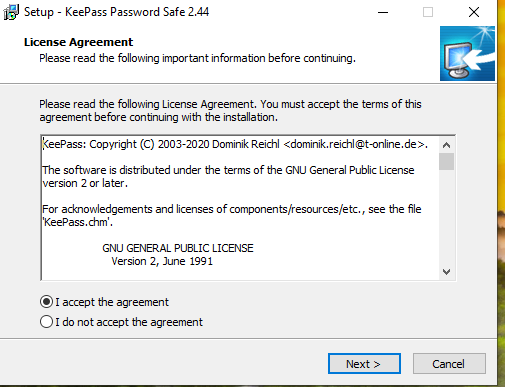 Setup - KeePass Password Safe 2.44
License Agreement
Please read the following important information before continuing.
Please read the following License Agreement. You must accept the terms of this
agreement before continuing with the installation.
KeePass: Copyright (C) 2003-2020 Dominik Reichl <dominik.reichl@t-online.de>.
The software is distributed under the terms of the GNU General Public License
version 2 or later.
For acknowledgements and licenses of components/resources/etc., see the file
'KeePass.chm'.
GNU GENERAL PUBLIC LICENSE
Version 2, June 1991
I accept the agreement
I do not accept the agreement
Next >
Cancel